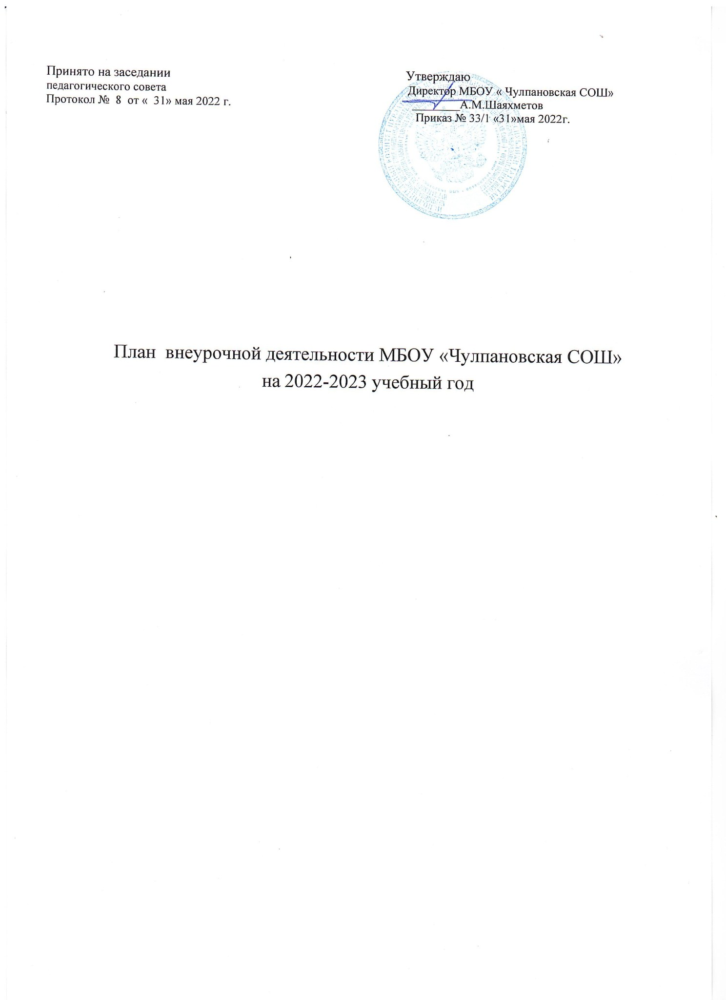 Принято на заседании
педагогического совета
Протокол №  8  от «  31» мая 2022 г.
Утверждаю
Директор МБОУ « Чулпановская СОШ»
________А.М.Шаяхметов
Приказ № 33/1 «31»мая 2022г.
План  внеурочной деятельности МБОУ «Чулпановская СОШ»
на 2022-2023 учебный год